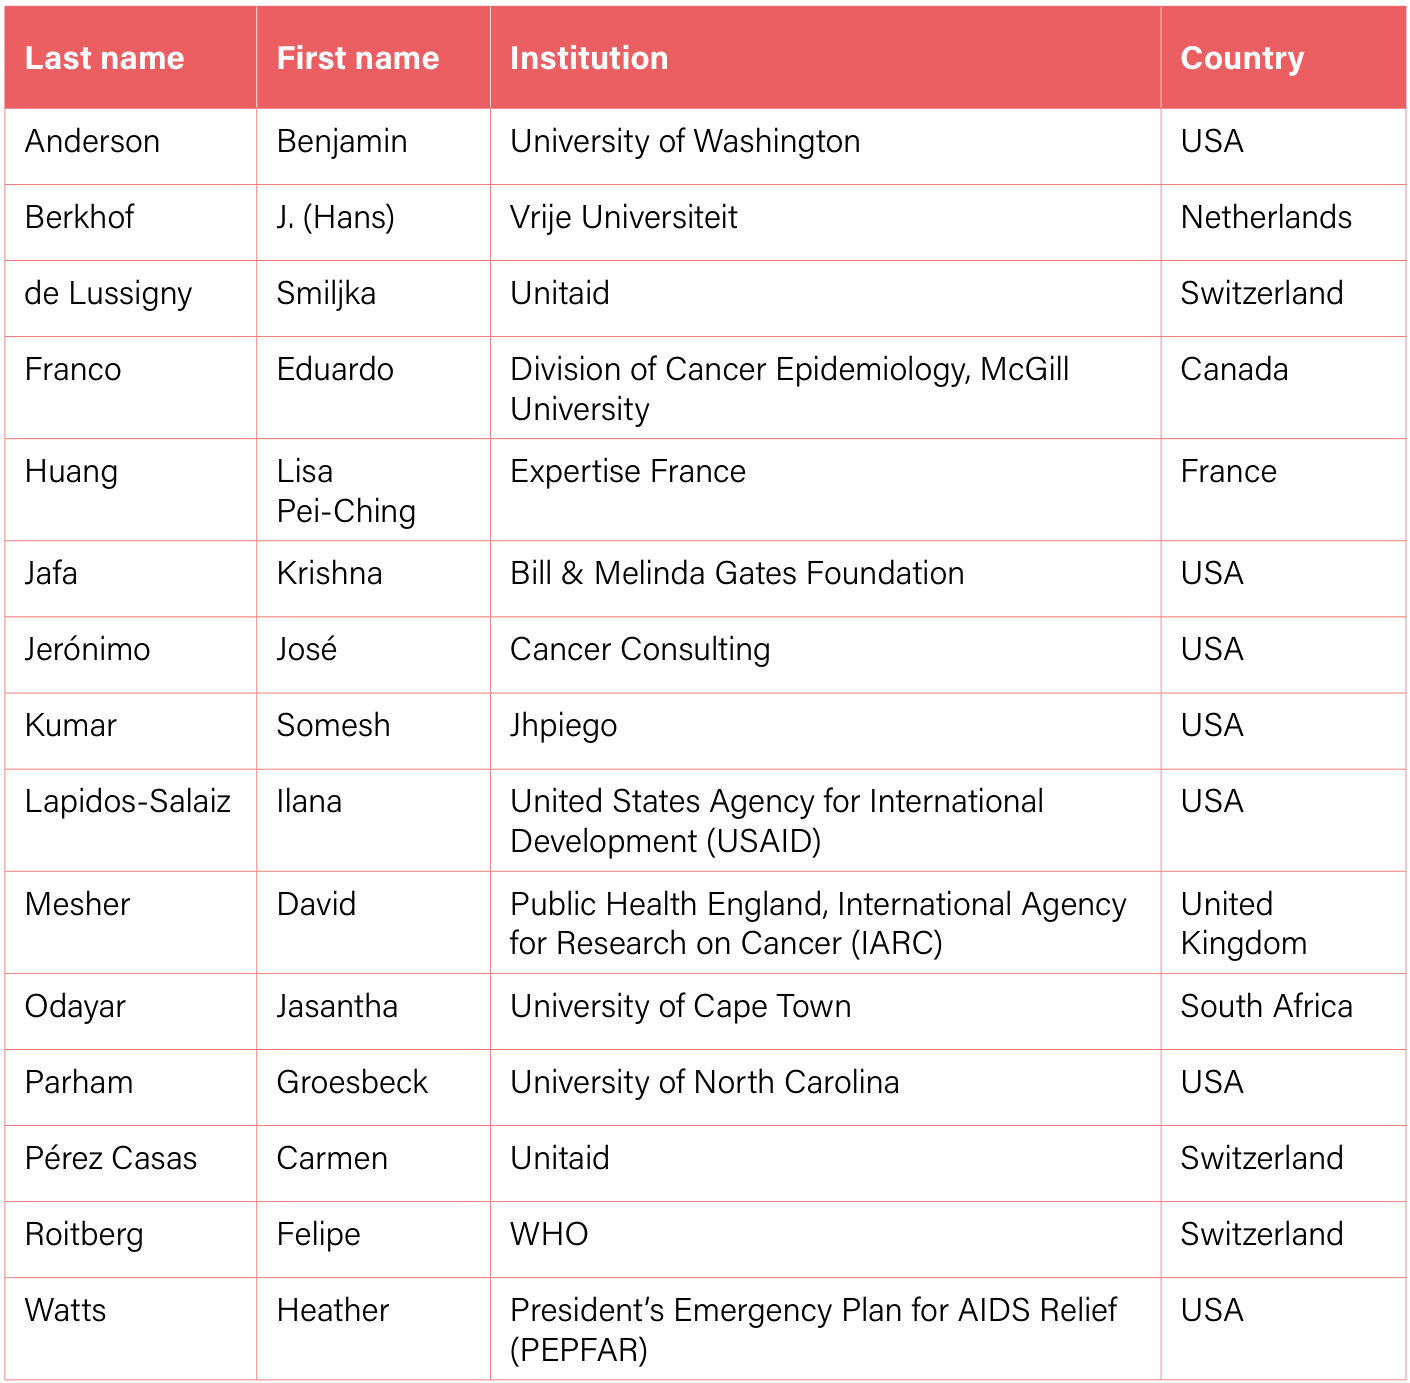 Last name First name Institution Country
Anderson Benjamin University of Washington USA
Berkhof J. (Hans) Vrije Universiteit Netherlands
de Lussigny Smiljka Unitaid Switzerland
Franco Eduardo Division of Cancer Epidemiology, McGill Canada
University
Huang Lisa Expertise France France
Pei-Ching
Jafa Krishna Bill & Melinda Gates Foundation USA
Jerónimo José Cancer Consulting USA
Kumar Somesh Jhpiego USA
Lapidos-Salaiz Ilana United States Agency for International USA
Development (USAID)
Mesher David Public Health England, International Agency United
for Research on Cancer (IARC) Kingdom
Odayar Jasantha University of Cape Town South Africa
Parham Groesbeck University of North Carolina USA
Pérez Casas Carmen Unitaid Switzerland
Roitberg Felipe WHO Switzerland
Watts Heather President’s Emergency Plan for AIDS Relief USA
(PEPFAR)